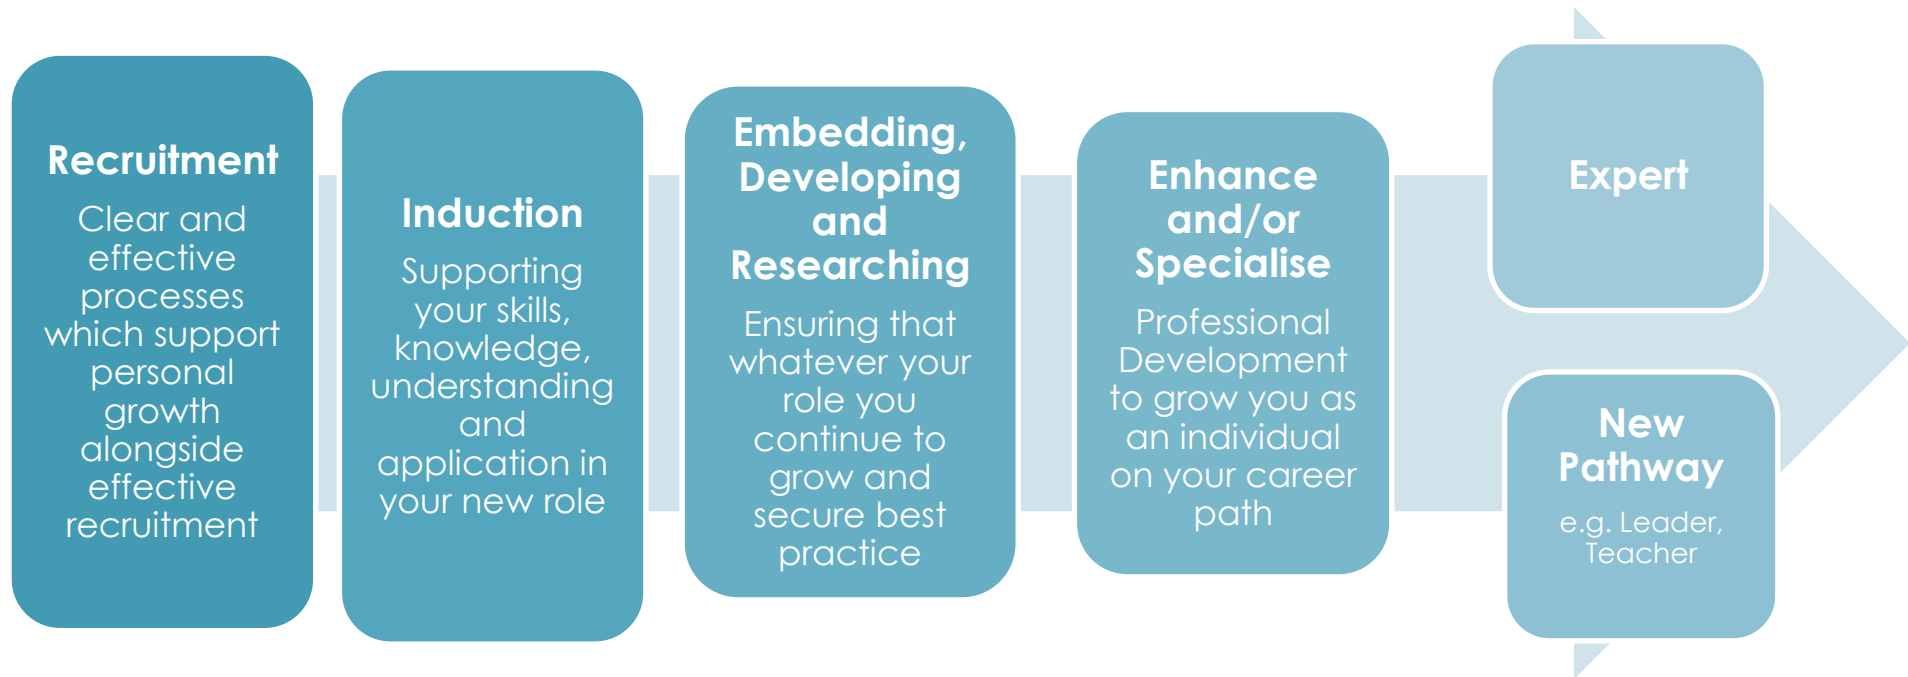 Recruitment
Clear and
effective
processes
which support
personal
growth
alongside
effective
recruitment
Induction
Supporting
your skills,
knowledge,
understanding
and
application in
your new role
Embedding,
Developing
and
Researching
Ensuring that
whatever your
role you
continue to
grow and
secure best
practice
Enhance
and/or
Specialise
Professional
Development
to grow you as
an individual
on your career
path
Expert
New
Pathway
e.g. Leader,
Teacher